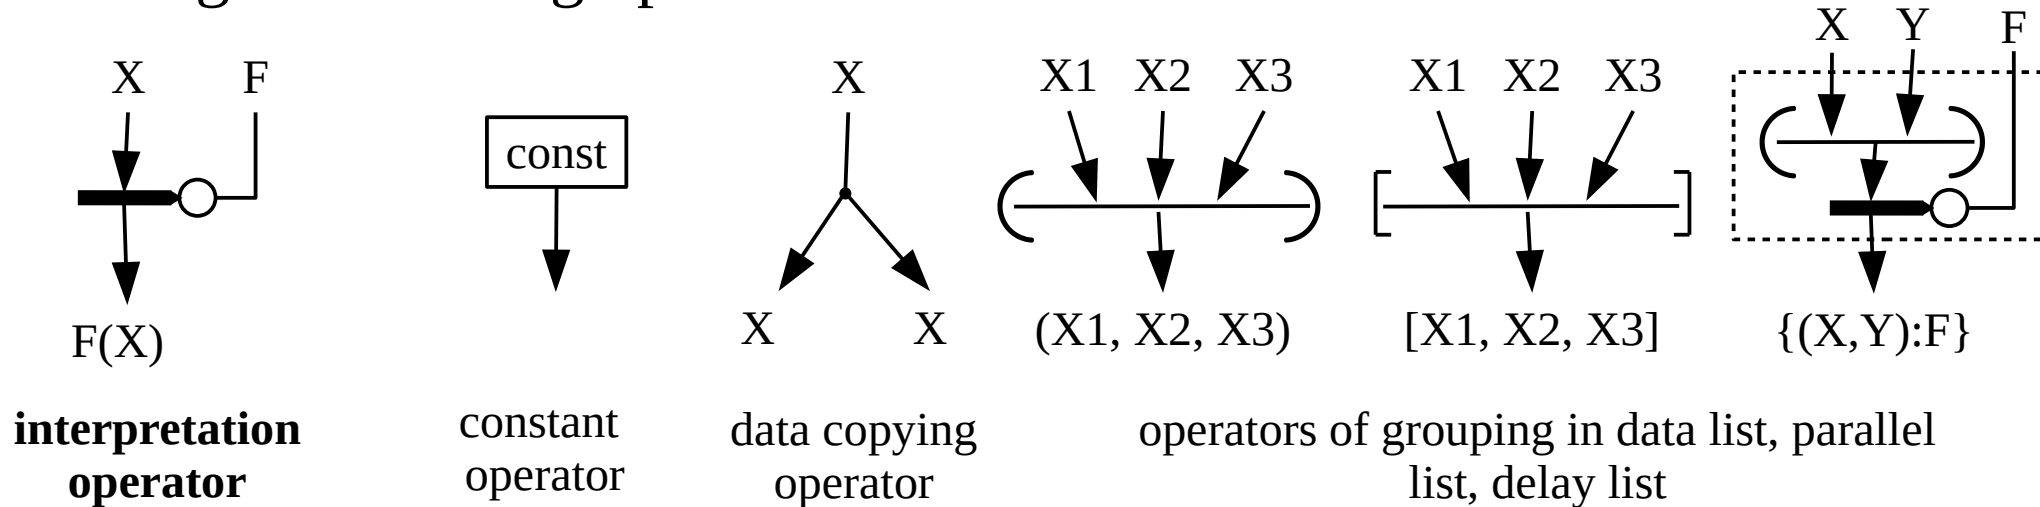 X Y F
X F X X1 X2 X3 X1 X2 X3
const
X X (X1, X2, X3) [X1, X2, X3] {(X,Y):F}
F(X)
interpretation
operator
constant
operator
data copying
operator
operators of grouping in data list, parallel
list, delay list